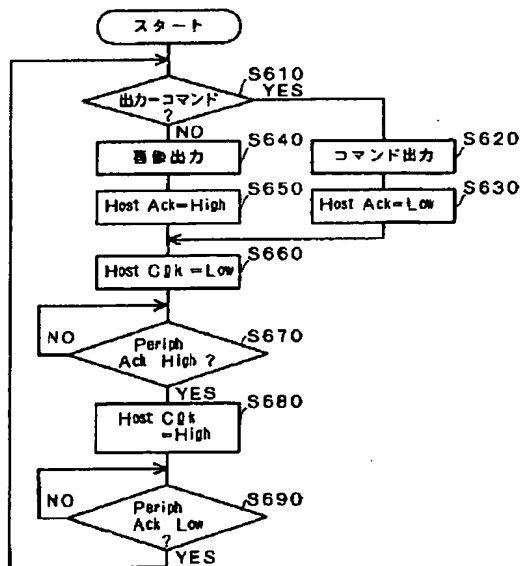 スタート
S610
出力=コマンド
?
YES
NO
S640
画像出力
S620
コマンド出力
S650
Host Ack=High
S630
Host Ack=Low
S660
Host Clk=Low
S670
NO
Periph
Ack High ?
YES
S680
Host Clk
=High
S690
NO
Periph
Ack Low
?
YES